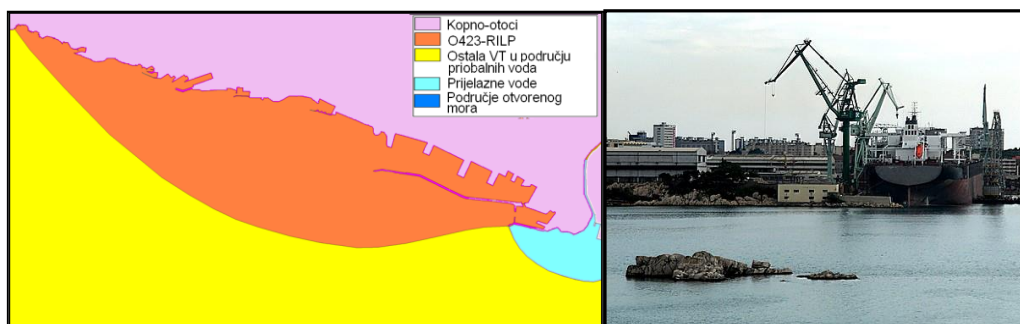 Kopno-otoci
O423-RILP
Ostala VT u području
priobalnih voda
Prijelazne vode
Područje otvorenog
mora